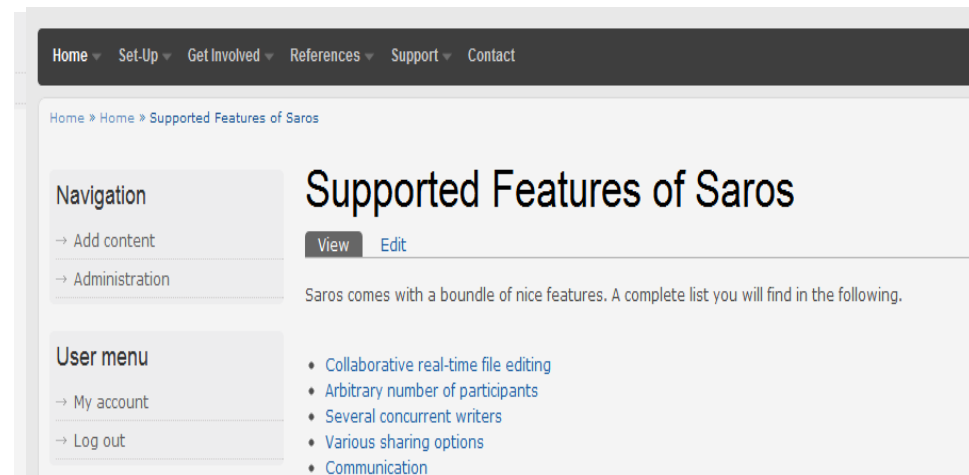 Home Set-Up Get Involved References Support Contact
Home » Home » Supported Features of Saros
Navigation
→ Add content
→ Administration
User menu
→ My account
→ Log out
Supported Features of Saros
View Edit
Saros comes with a boundle of nice features. A complete list you will find in the following.
• Collaborative real-time file editing
• Arbitrary number of participants
• Several concurrent writers
• Various sharing options
• Communication